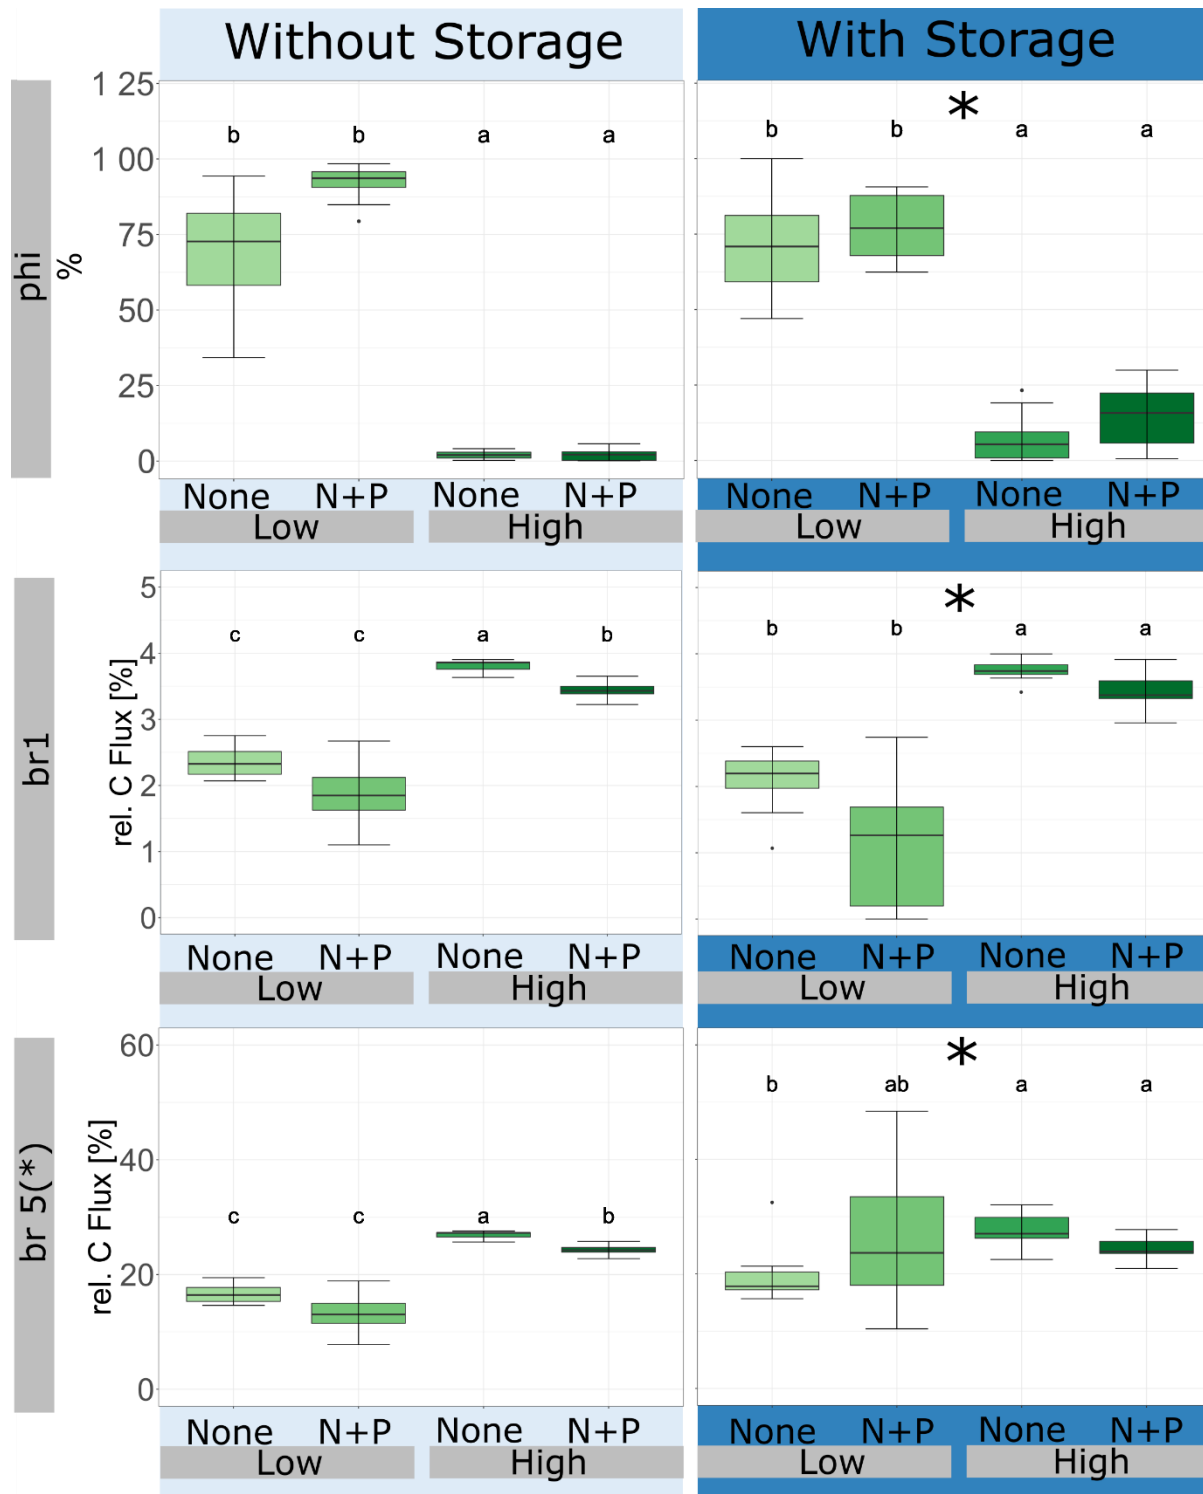 Without Storage
With Storage
phi
%
1 25
1 00
75
50
25
0
b b a a
*
b b a a
None N+P None N+P
Low High
None N+P None N+P
Low High
br1
rel. C Flux [%]
5
4
3
2
1
0
c c a b
*
b b a a
None N+P None N+P
Low High
None N+P None N+P
Low High
br 5(*)
rel. C Flux [%]
60
40
20
0
c c a b
*
b ab a a
None N+P None N+P
Low High
None N+P None N+P
Low High